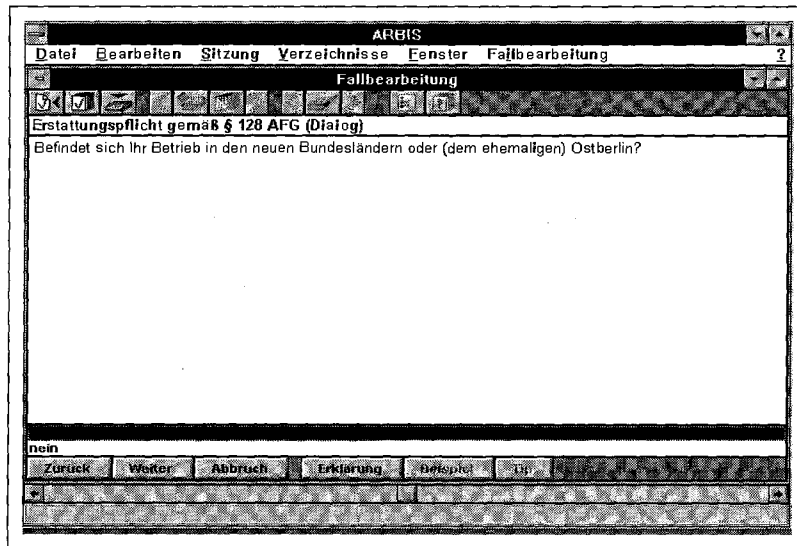 ARBIS
Datei Bearbeiten Sitzung Verzeichnisse Fenster Fallbearbeitung ?
Fallbearbeitung
Erstattungspflicht gemäß § 128 AFG (Dialog)
Befindet sich Ihr Betrieb in den neuen Bundesländern oder (dem ehemaligen) Ostberlin?
nein
Zurück Weiter Abbruch Erklärung Beispiel Tip